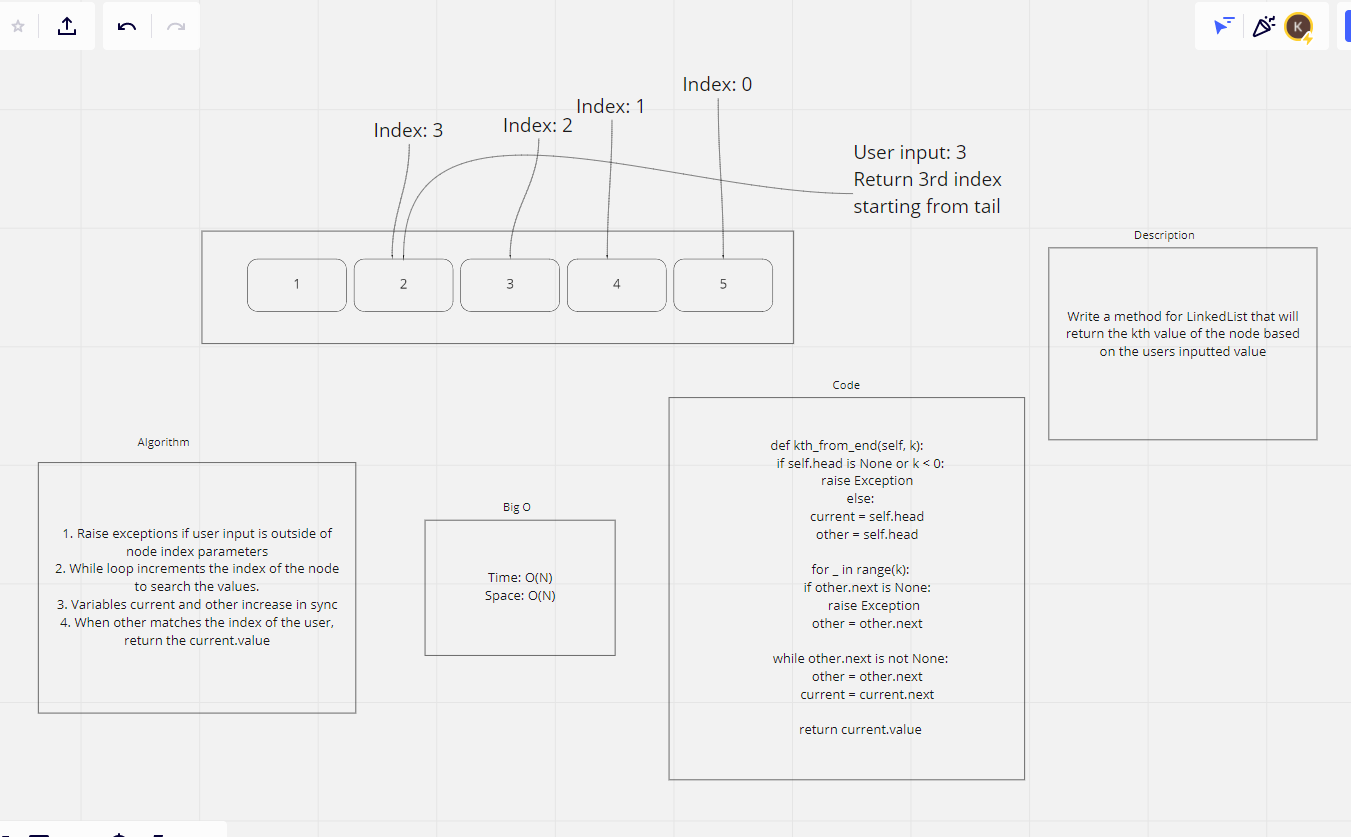 K
Index: 0
Index: 1
Index: 2
Index: 3
User input: 3
Return 3rd index
starting from tail
1
2
3
4
5
Description
Write a method for LinkedList that will
return the kth value of the node based
on the users inputted value
Algorithm
1. Raise exceptions if user input is outside of
node index parameters
2. While loop increments the index of the node
to search the values.
3. Variables current and other increase in sync
4. When other matches the index of the user,
return the current.value
Big O
Time: O(N)
Space: O(N)
Code
def kth_from_end(self, k):
if self.head is None or k < 0:
raise Exception
else:
current = self.head
other = self.head
for _ in range(k):
if other.next is None:
raise Exception
other = other.next
while other.next is not None:
other = other.next
current = current.next
return current.value